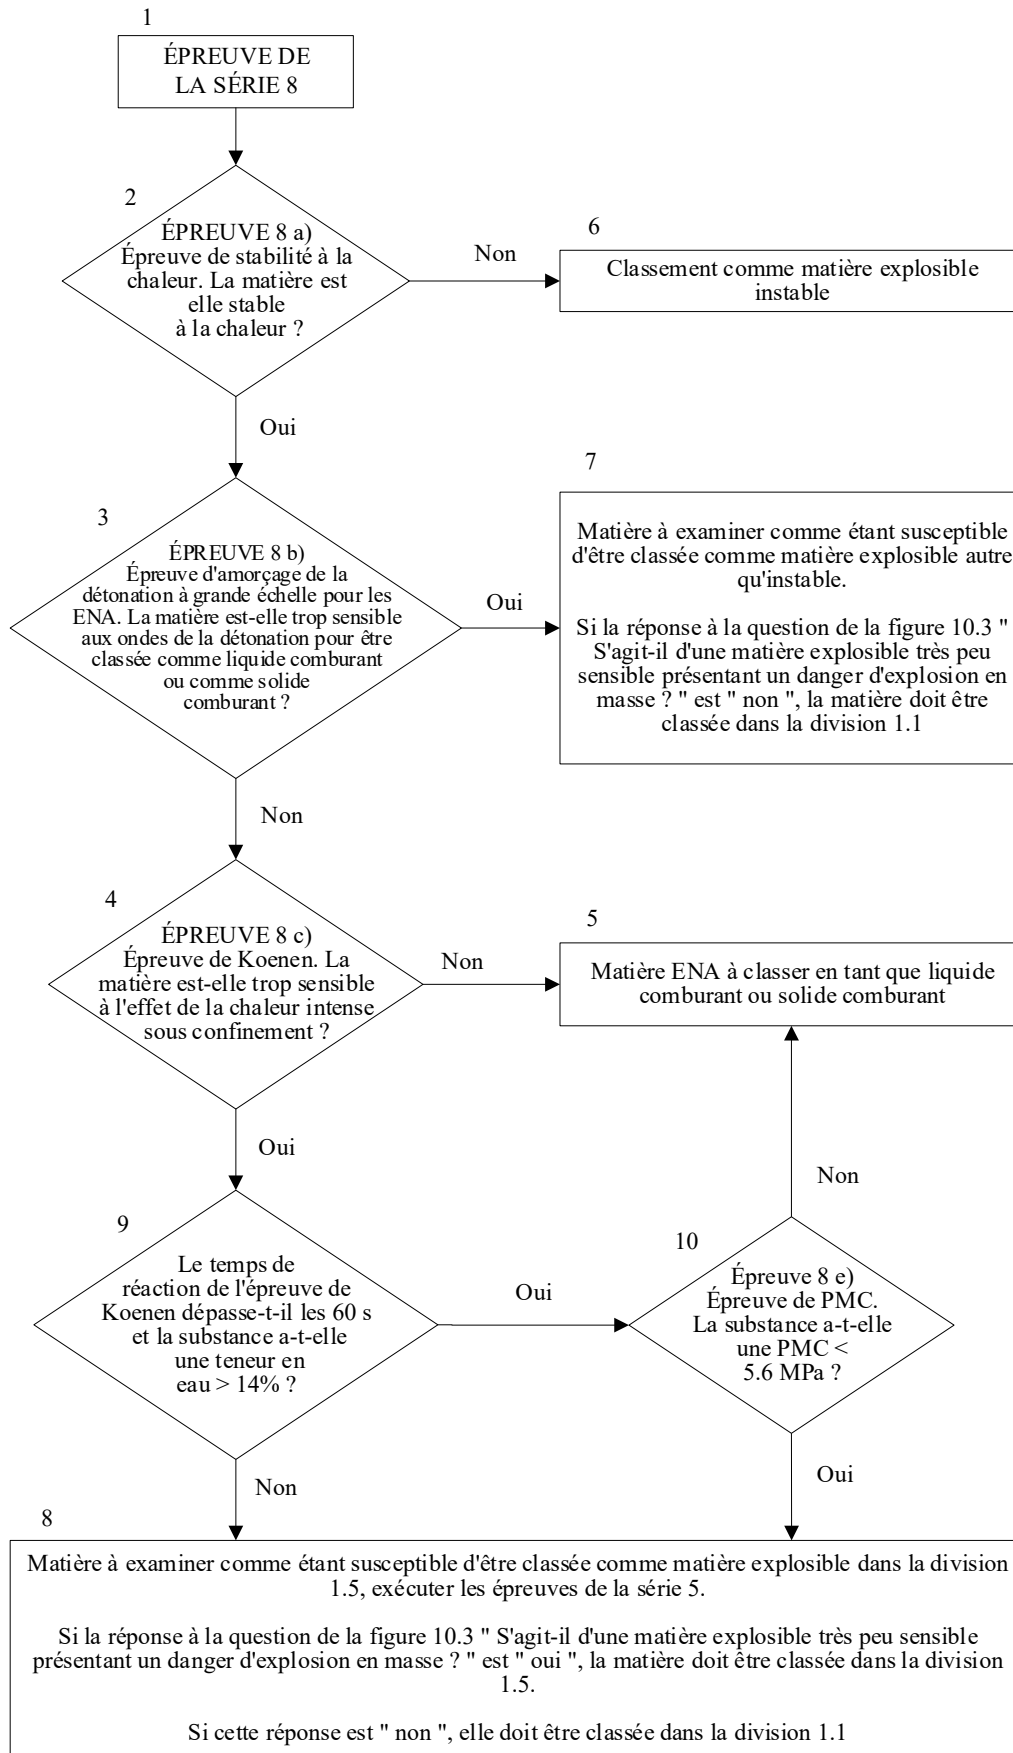 1
ÉPREUVE DE
LA SÉRIE 8
2
ÉPREUVE 8 a)
Épreuve de stabilité à la
chaleur. La matière est
elle stable
à la chaleur ?
Non
6
Classement comme matière explosible
instable
Oui
3
ÉPREUVE 8 b)
Épreuve d'amorçage de la
détonation à grande échelle pour les
ENA. La matière est-elle trop sensible
aux ondes de la détonation pour être
classée comme liquide comburant
ou comme solide
comburant ?
Oui
7
Matière à examiner comme étant susceptible
d'être classée comme matière explosible autre
qu'instable.
Si la réponse à la question de la figure 10.3 "
S'agit-il d'une matière explosible très peu
sensible présentant un danger d'explosion en
masse ? " est " non ", la matière doit être
classée dans la division 1.1
Non
4
ÉPREUVE 8 c)
Épreuve de Koenen. La
matière est-elle trop sensible
à l'effet de la chaleur intense
sous confinement ?
Non
5
Matière ENA à classer en tant que liquide
comburant ou solide comburant
Oui
Non
9
Le temps de
réaction de l'épreuve de
Koenen dépasse-t-il les 60 s
et la substance a-t-elle
une teneur en
eau > 14% ?
Oui
10
Épreuve 8 e)
Épreuve de PMC.
La substance a-t-elle
une PMC <
5.6 MPa ?
Non
Oui
8
Matière à examiner comme étant susceptible d'être classée comme matière explosible dans la division
1.5, exécuter les épreuves de la série 5.
Si la réponse à la question de la figure 10.3 " S'agit-il d'une matière explosible très peu sensible
présentant un danger d'explosion en masse ? " est " oui ", la matière doit être classée dans la division
1.5.
Si cette réponse est " non ", elle doit être classée dans la division 1.1